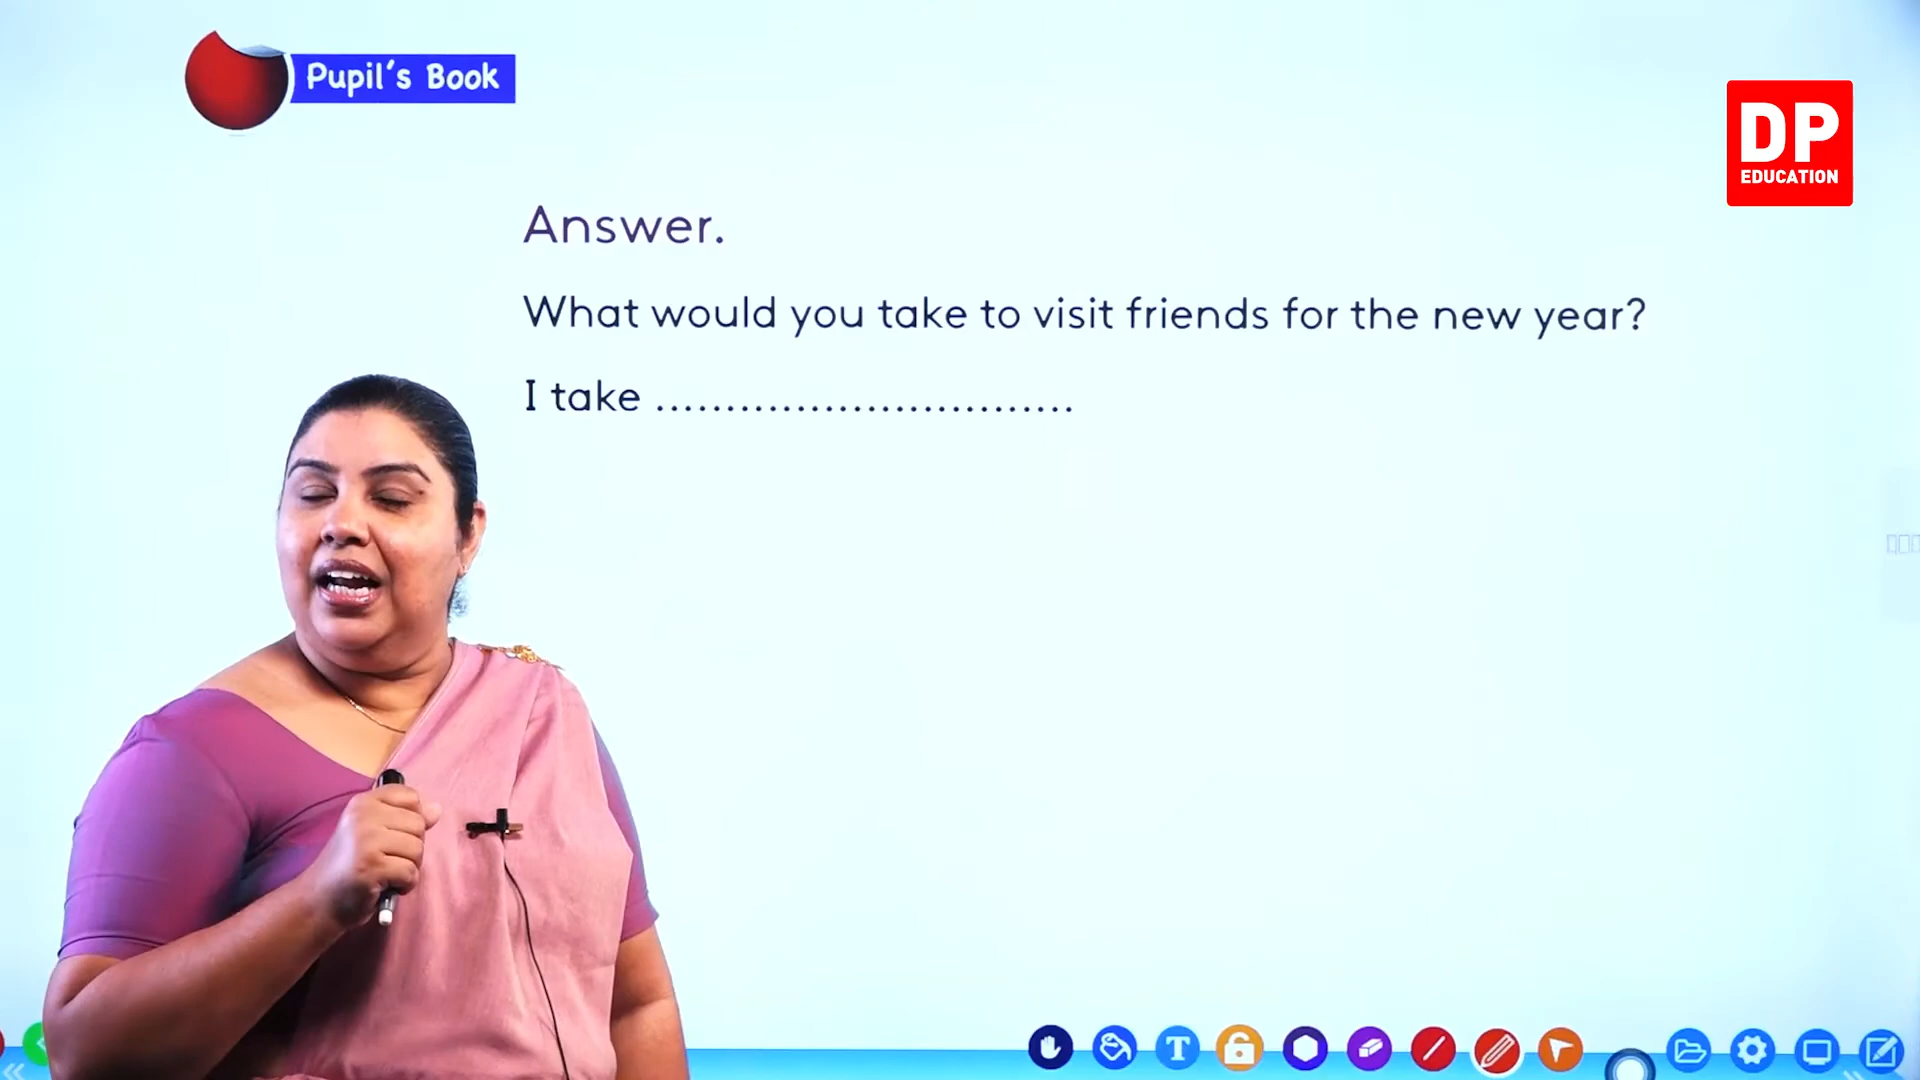 Pupil's Book
DP
EDUCATION
Answer.
What would you take to visit friends for the new year?
I take ..............................
T